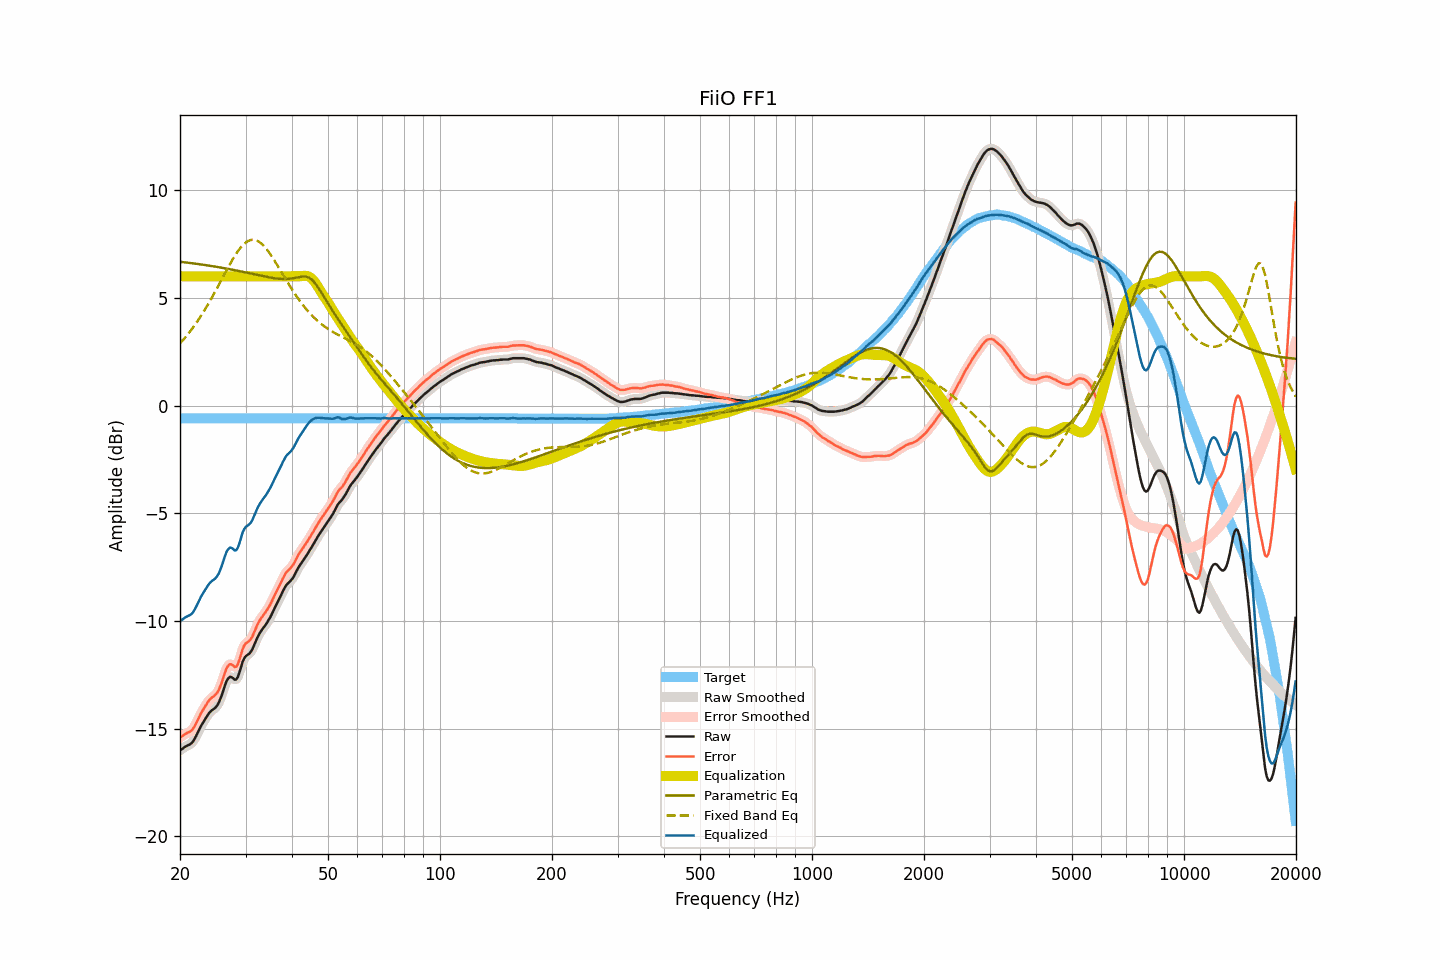 FiiO FF1
Amplitude (dBr)
10
5
0
−5
−10
−15
−20
Target
Raw Smoothed
Error Smoothed
Raw
Error
Equalization
Parametric Eq
Fixed Band Eq
Equalized
20 50 100 200 500 1000 2000 5000 10000 20000
Frequency (Hz)